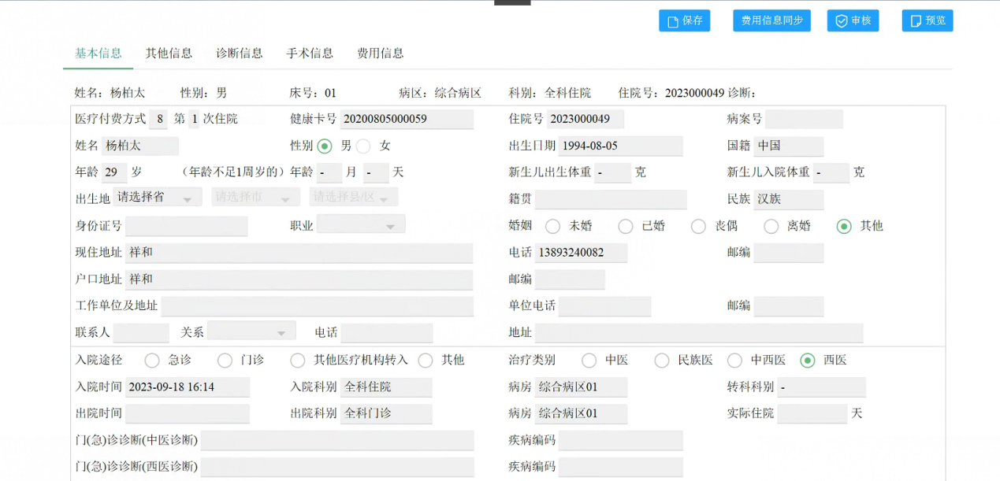 保存 费用信息同步 审核 预览
基本信息 其他信息 诊断信息 手术信息 费用信息
姓名: 杨柏太 性别: 男 床号: 01 病区: 综合病区 科别: 全科住院 住院号: 2023000049 诊断:
医疗付费方式 8 第 1 次住院 健康卡号 20200805000059 住院号 2023000049 病案号
姓名 杨柏太 性别 男 女 出生日期 1994-08-05 国籍 中国
年龄 29 岁 (年龄不足1周岁的) 年龄 - 月 - 天 新生儿出生体重 - 克 新生儿入院体重 - 克
出生地 请选择省 请选择市 请选择县/区 籍贯 民族 汉族
身份证号 职业 婚姻 未婚 已婚 丧偶 离婚 其他
现住地址 祥和 电话 13893240082 邮编
户口地址 祥和 邮编
工作单位及地址 单位电话 邮编
联系人 关系 电话 地址
入院途径 急诊 门诊 其他医疗机构转入 其他 治疗类别 中医 民族医 中西医 西医
入院时间 2023-09-18 16:14 入院科别 全科住院 病房 综合病区01 转科科别 -
出院时间 出院科别 全科门诊 病房 综合病区01 实际住院 天
门(急)诊诊断(中医诊断) 疾病编码
门(急)诊诊断(西医诊断) 疾病编码